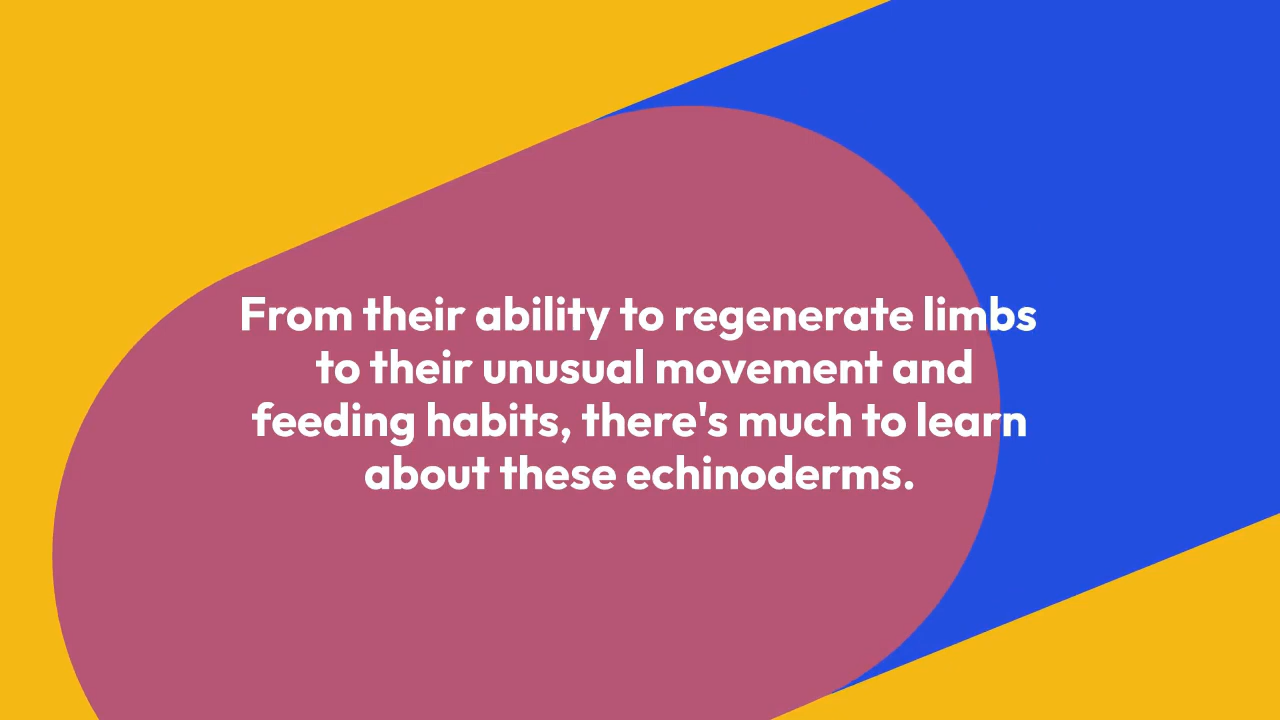 From their ability to regenerate limbs
to their unusual movement and
feeding habits, there's much to learn
about these echinoderms.